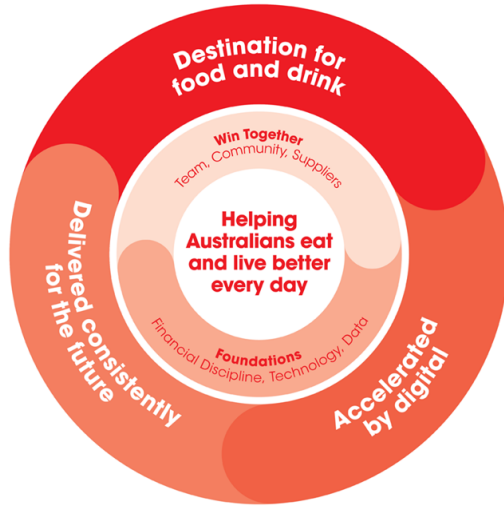 Destination for
food and drink
Win Together
Team, Community, Suppliers
Helping
Australians eat
and live better
every day
Foundations
Financial Discipline, Technology, Data
Delivered consistently
for the future
Accelerated
by digital